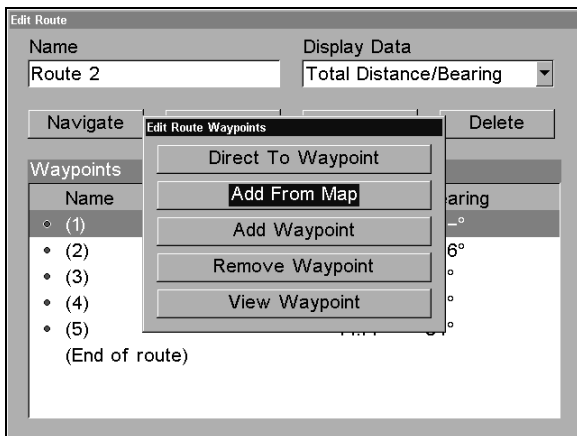 Edit Route
Name Display Data
Route 2 Total Distance/Bearing
Navigate Delete
Edit Route Waypoints
Direct To Waypoint
Add From Map
Add Waypoint
Remove Waypoint
View Waypoint
Waypoints
Name
(1)
(2) 6°
(3) °
(4) °
(5)
(End of route)